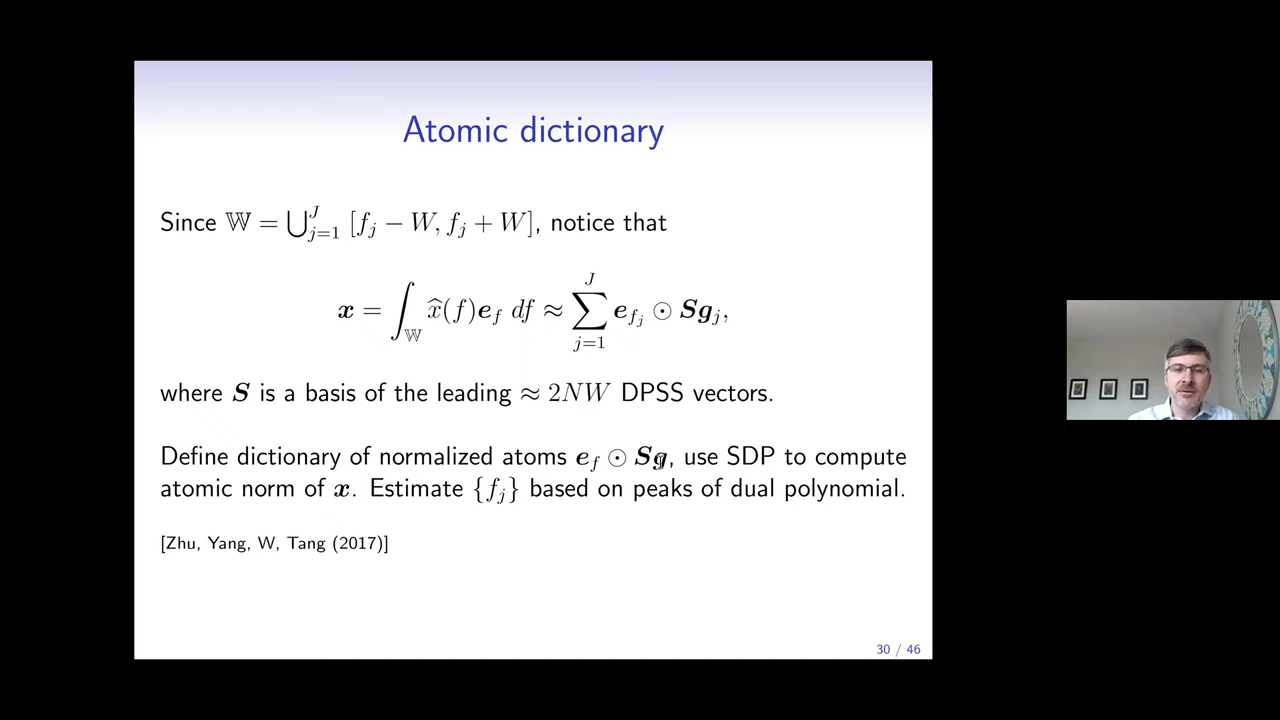 Atomic dictionary
Since 𝕎 = ⋃_{j=1}^{J} [f_j − W, f_j + W], notice that
x = ∫_𝕎 x̂(f)e_f df ≈ ∑_{j=1}^{J} e_{f_j} ⊙ Sg_j,
where S is a basis of the leading ≈ 2NW DPSS vectors.
Define dictionary of normalized atoms e_f ⊙ Sg, use SDP to compute
atomic norm of x. Estimate {f_j} based on peaks of dual polynomial.
[Zhu, Yang, W, Tang (2017)]
30 / 46